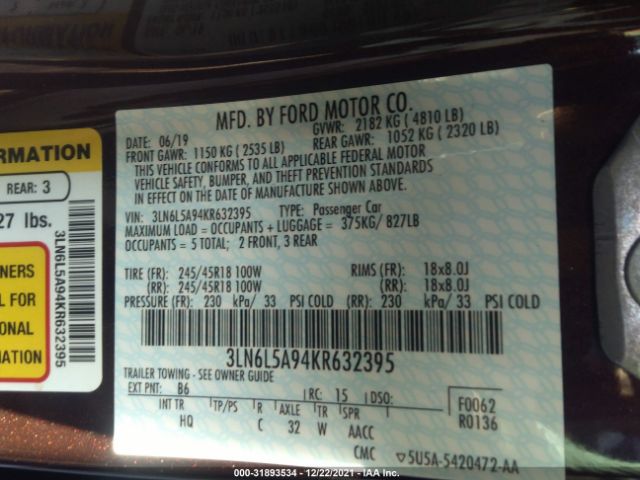 ORMATION
REAR: 3
27 lbs.
3LN6L5A94KR632395
NERS
L FOR
ONAL
MATION
MFD. BY FORD MOTOR CO.
DATE: 06/19 GVWR: 2182 KG ( 4810 LB)
FRONT GAWR: 1150 KG ( 2535 LB) REAR GAWR: 1052 KG ( 2320 LB)
THIS VEHICLE CONFORMS TO ALL APPLICABLE FEDERAL MOTOR
VEHICLE SAFETY, BUMPER, AND THEFT PREVENTION STANDARDS
IN EFFECT ON THE DATE OF MANUFACTURE SHOWN ABOVE.
VIN: 3LN6L5A94KR632395 TYPE: Passenger Car
MAXIMUM LOAD = OCCUPANTS + LUGGAGE = 375KG/ 827LB
OCCUPANTS = 5 TOTAL; 2 FRONT, 3 REAR
TIRE (FR): 245/45R18 100W RIMS (FR): 18x8.0J
(RR): 245/45R18 100W (RR): 18x8.0J
PRESSURE (FR): 230 kPa/ 33 PSI COLD (RR): 230 kPa/ 33 PSI COLD
3LN6L5A94KR632395
TRAILER TOWING - SEE OWNER GUIDE
EXT PNT: B6 RC: 15 DSO: F0062
INT TR TP/PS R AXLE TR SPR R0136
HQ C 32 W AACC
CMC ▽5U5A-5420472-AA
000-31893534 - 12/22/2021 - IAA Inc.